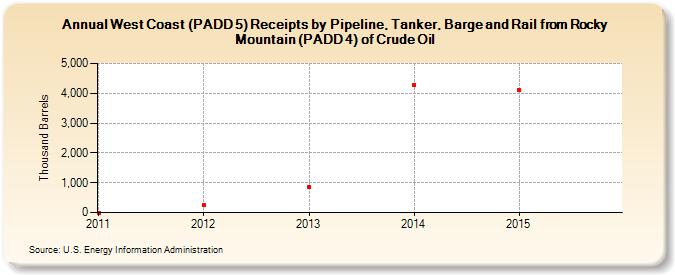 Annual West Coast (PADD 5) Receipts by Pipeline, Tanker, Barge and Rail from Rocky
Mountain (PADD 4) of Crude Oil
Thousand Barrels
5,000
4,000
3,000
2,000
1,000
0
2011
2012
2013
2014
2015
Source: U.S. Energy Information Administration